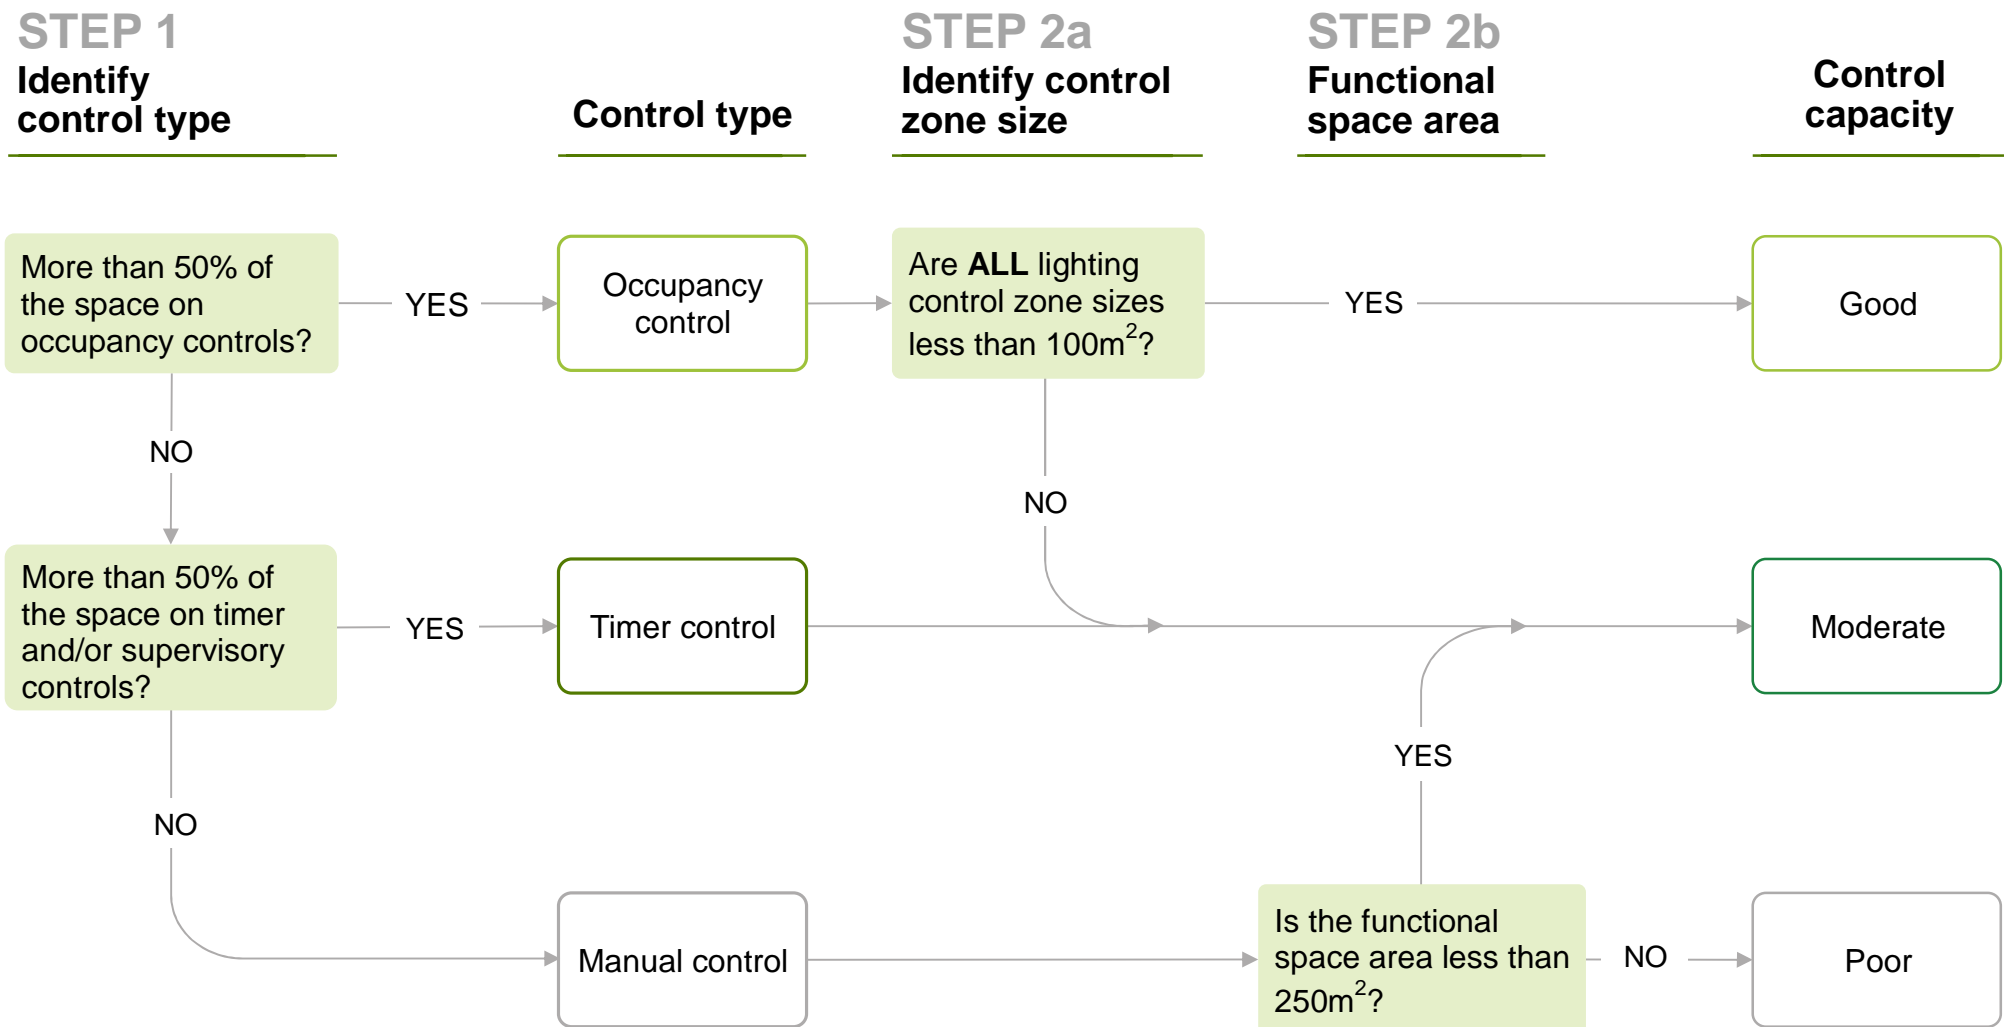 STEP 1
Identify
control type
Control type
STEP 2a
Identify control
zone size
STEP 2b
Functional
space area
Control
capacity
More than 50% of
the space on
occupancy controls?
YES
Occupancy
control
Are ALL lighting
control zone sizes
less than 100m²?
YES
Good
NO
NO
More than 50% of
the space on timer
and/or supervisory
controls?
YES
Timer control
Moderate
YES
NO
Manual control
Is the functional
space area less than
250m²?
NO
Poor